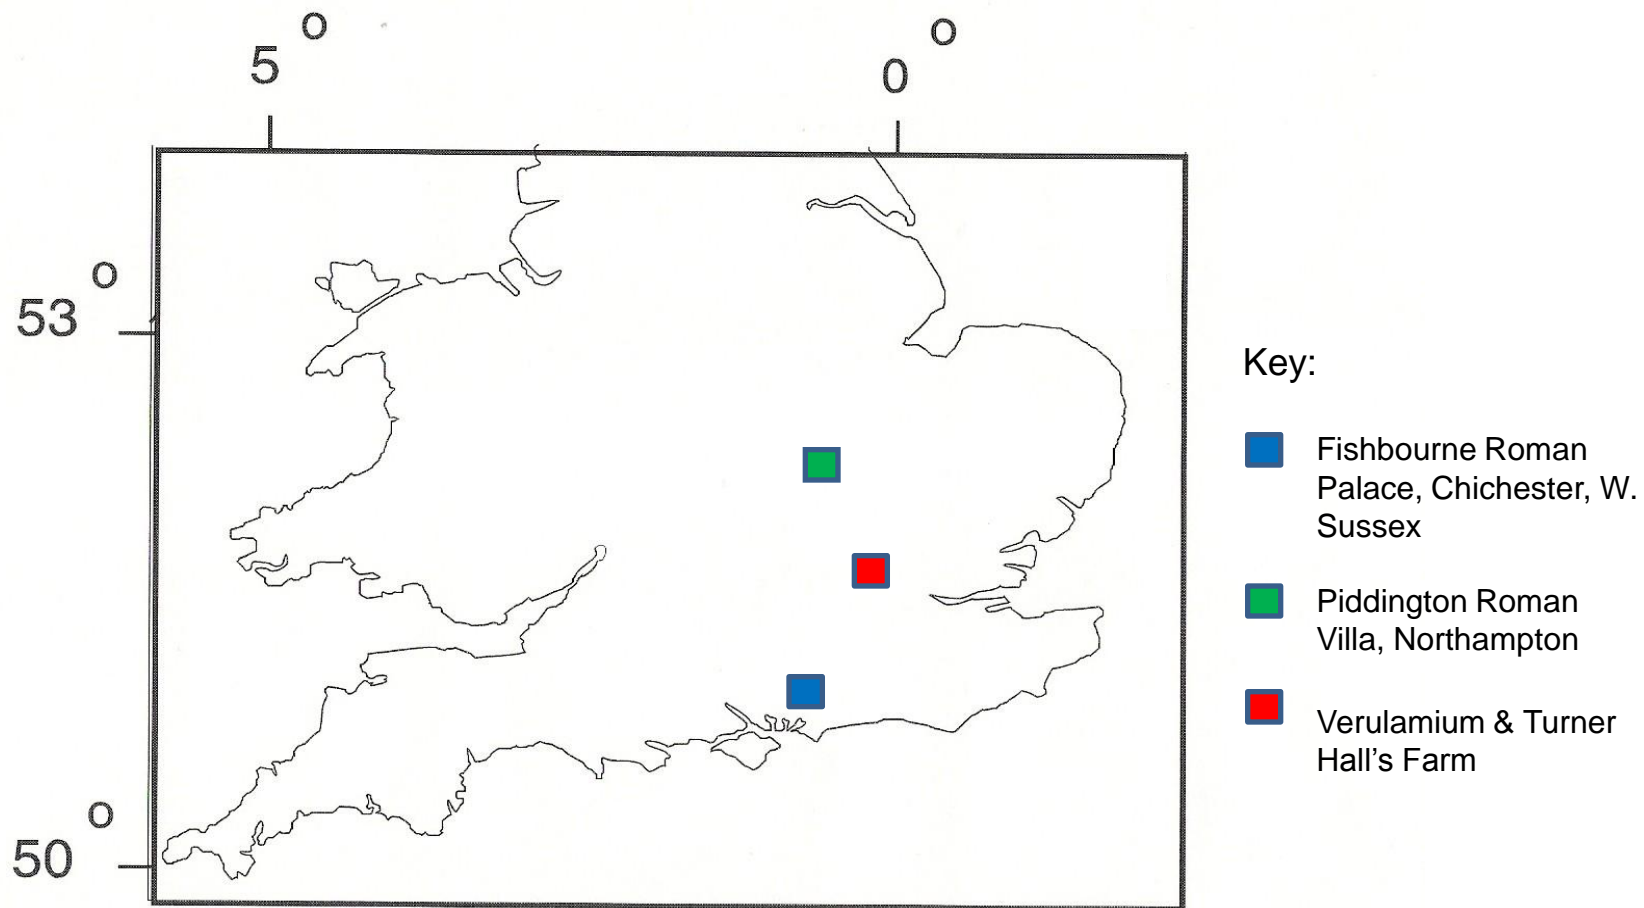 5 o
0 o
53 o
50 o
Key:
Fishbourne Roman
Palace, Chichester, W.
Sussex
Piddington Roman
Villa, Northampton
Verulamium & Turner
Hall's Farm